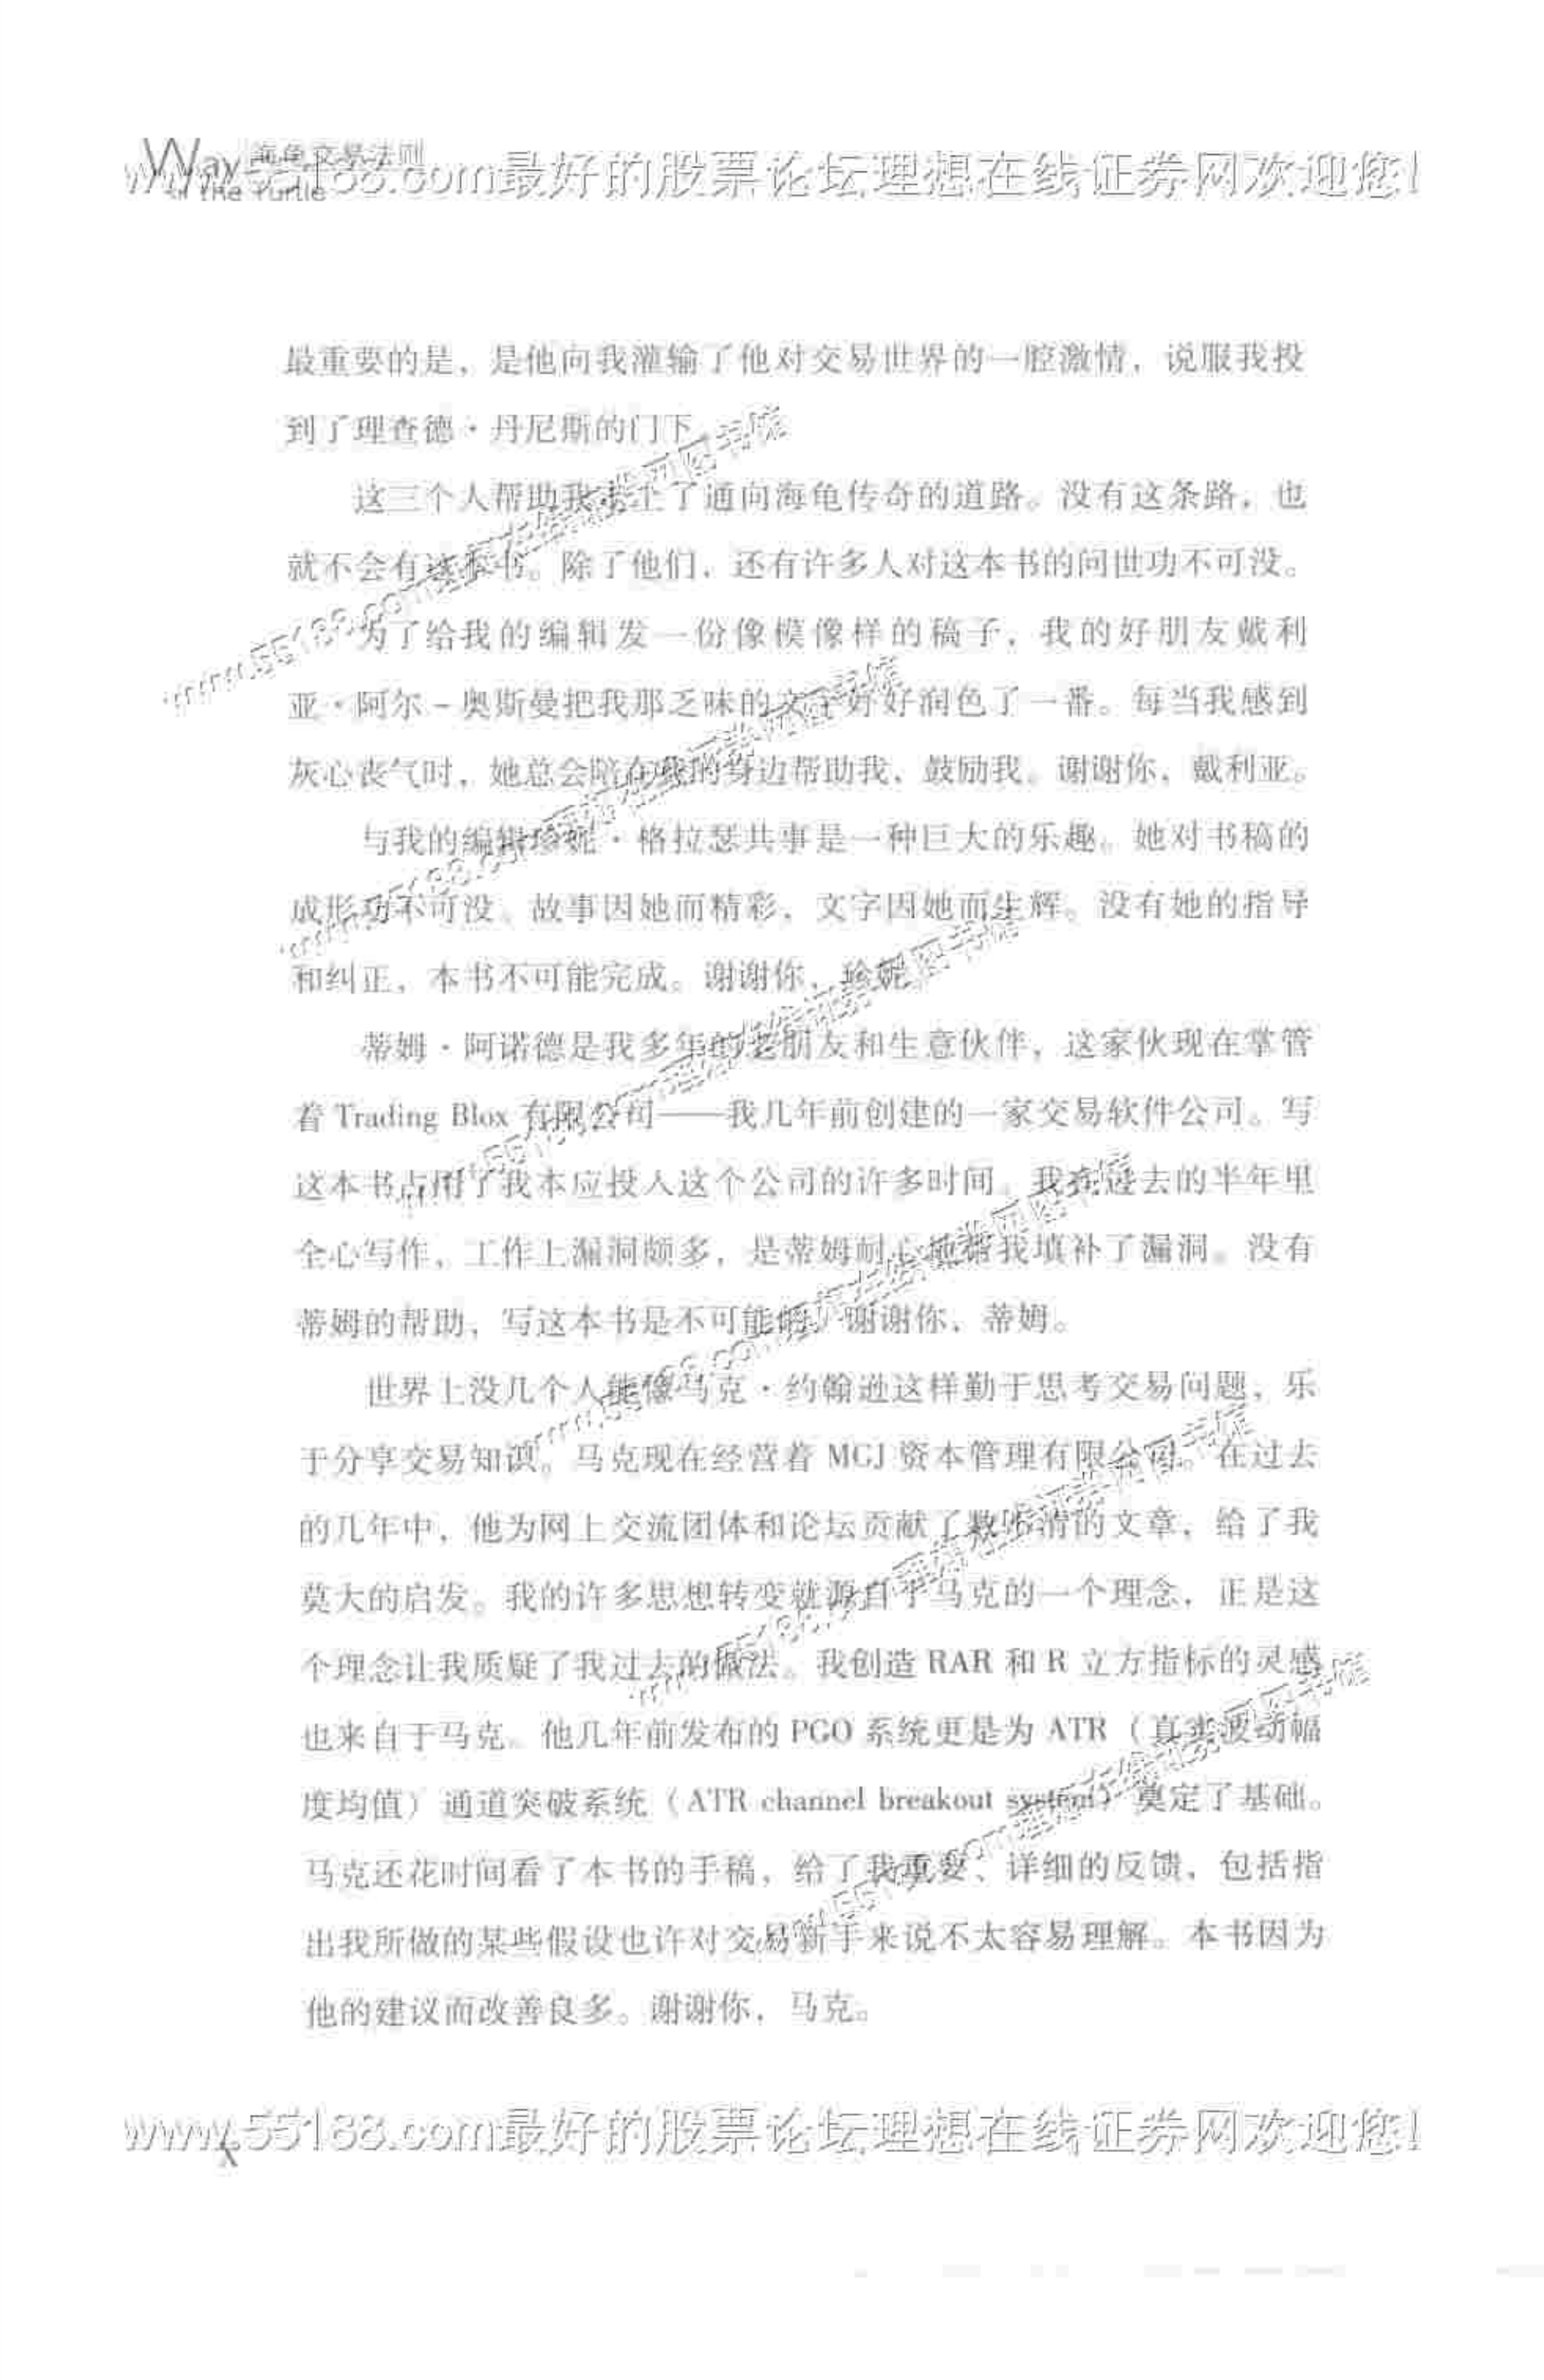 Way 海龟交易法则
of the Turtle
www.55188.com最好的股票论坛理想在线证券网欢迎您！
最重要的是，是他向我灌输了他对交易世界的一腔激情，说服我投
到了理查德·丹尼斯的门下。
这三个人帮助我走上了通向海龟传奇的道路。没有这条路，也
就不会有这本书。除了他们，还有许多人对这本书的问世功不可没。
为了给我的编辑发一份像模像样的稿子，我的好朋友戴利
亚·阿尔-奥斯曼把我那乏味的文字好好润色了一番。每当我感到
灰心丧气时，她总会陪在我的身边帮助我，鼓励我。谢谢你，戴利亚。
与我的编辑珍妮·格拉瑟共事是一种巨大的乐趣。她对书稿的
成形功不可没。故事因她而精彩，文字因她而生辉。没有她的指导
和纠正，本书不可能完成。谢谢你，珍妮。
蒂姆·阿诺德是我多年的老朋友和生意伙伴，这家伙现在掌管
着 Trading Blox 有限公司——我几年前创建的一家交易软件公司。写
这本书占用了我本应投入这个公司的许多时间。我在过去的半年里
全心写作，工作上漏洞颇多，是蒂姆耐心地帮我填补了漏洞。没有
蒂姆的帮助，写这本书是不可能的。谢谢你，蒂姆。
世界上没几个人能像马克·约翰逊这样勤于思考交易问题，乐
于分享交易知识。马克现在经营着 MCJ 资本管理有限公司。在过去
的几年中，他为网上交流团体和论坛贡献了数不清的文章，给了我
莫大的启发。我的许多思想转变就源自于马克的一个理念，正是这
个理念让我质疑了我过去的做法。我创造 RAR 和 R 立方指标的灵感
也来自于马克。他几年前发布的 PGO 系统更是为 ATR（真实波动幅
度均值）通道突破系统（ATR channel breakout system）奠定了基础。
马克还花时间看了本书的手稿，给了我重要、详细的反馈，包括指
出我所做的某些假设也许对交易新手来说不太容易理解。本书因为
他的建议而改善良多。谢谢你，马克。
www.55188.com最好的股票论坛理想在线证券网欢迎您！
X